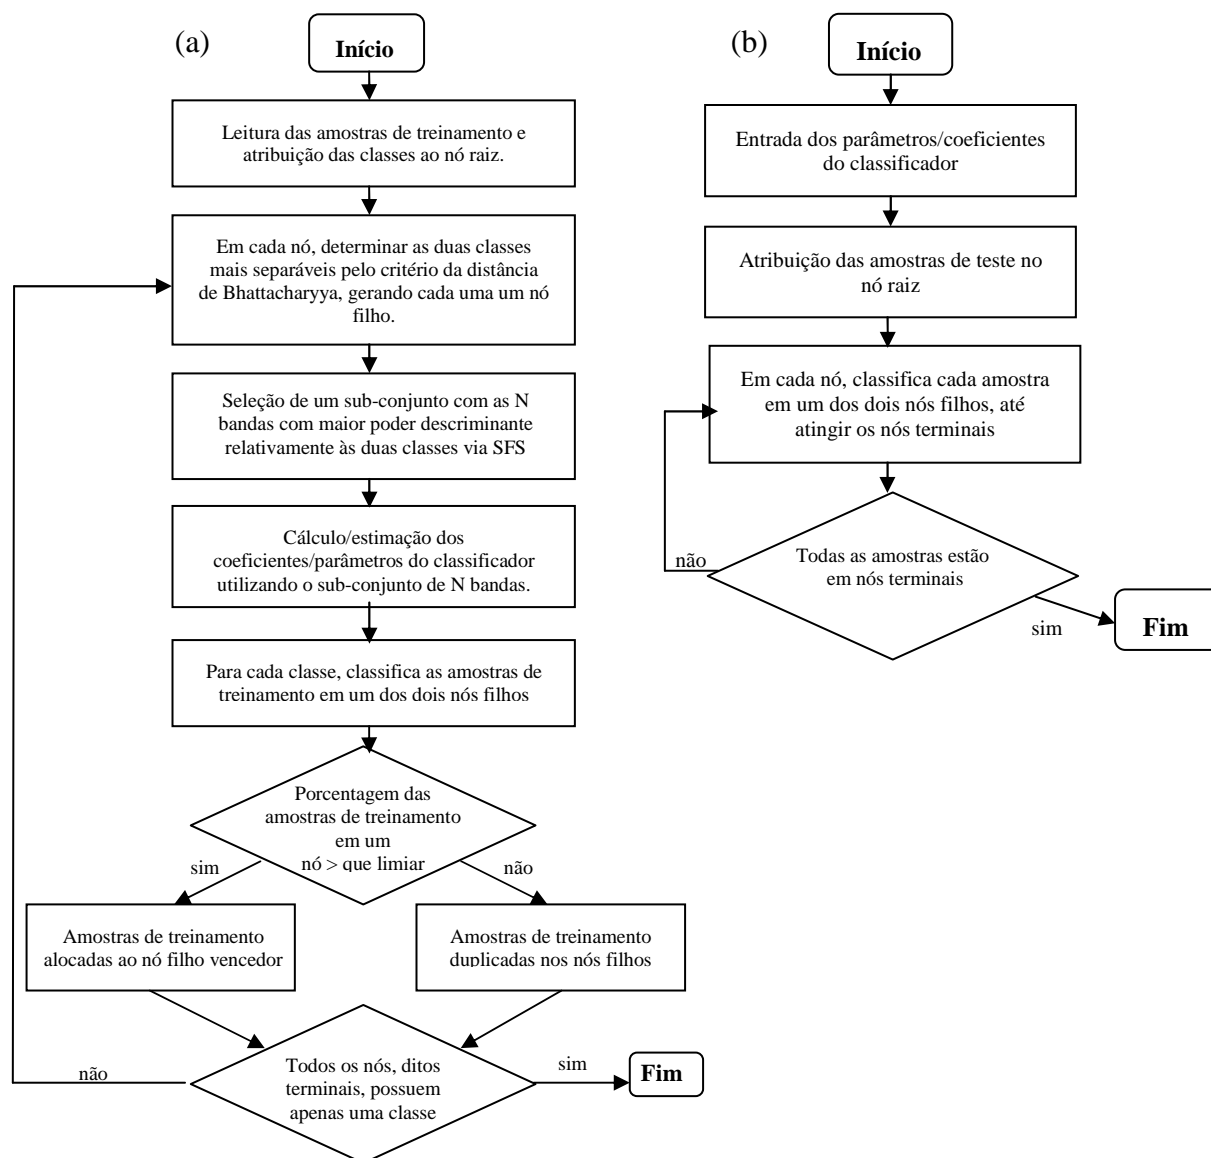 (a)
Início
Leitura das amostras de treinamento e
atribuição das classes ao nó raiz.
Em cada nó, determinar as duas classes
mais separáveis pelo critério da distância
de Bhattacharyya, gerando cada uma um nó
filho.
Seleção de um sub-conjunto com as N
bandas com maior poder descriminante
relativamente às duas classes via SFS
Cálculo/estimação dos
coeficientes/parâmetros do classificador
utilizando o sub-conjunto de N bandas.
Para cada classe, classifica as amostras de
treinamento em um dos dois nós filhos
Porcentagem das
amostras de treinamento
em um
nó > que limiar
sim
não
Amostras de treinamento
alocadas ao nó filho vencedor
Amostras de treinamento
duplicadas nos nós filhos
Todos os nós, ditos
terminais, possuem
apenas uma classe
não
sim
Fim
(b)
Início
Entrada dos parâmetros/coeficientes
do classificador
Atribuição das amostras de teste no
nó raiz
Em cada nó, classifica cada amostra
em um dos dois nós filhos, até
atingir os nós terminais
Todas as amostras estão
em nós terminais
não
sim
Fim